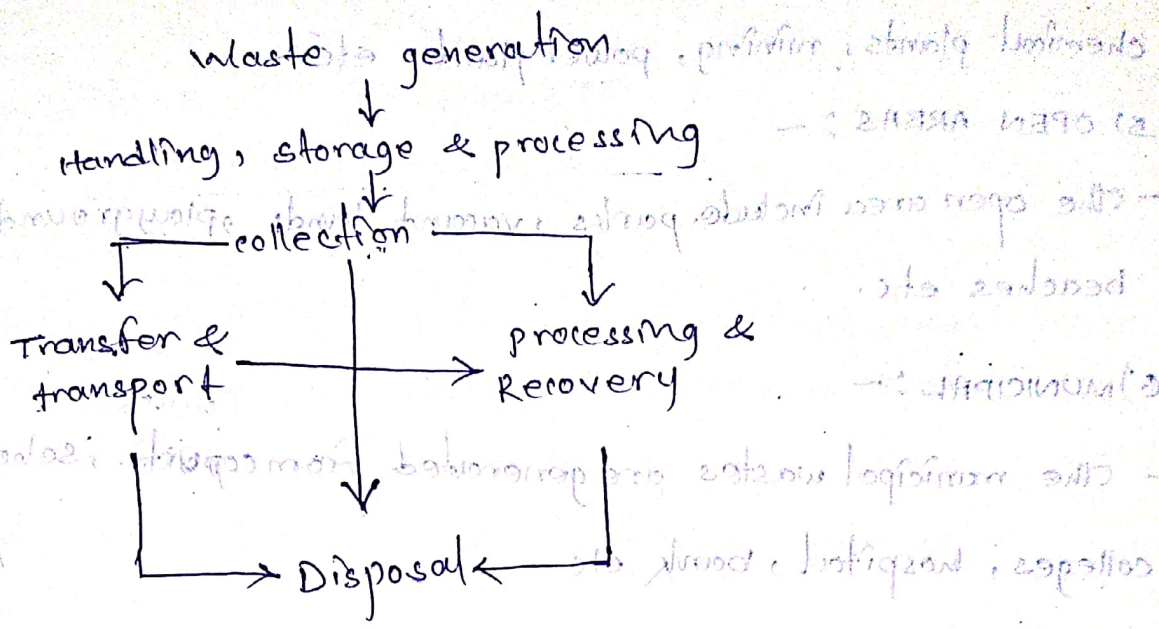 Waste generation
Handling, storage & processing
collection
Transfer &
transport
processing &
Recovery
Disposal